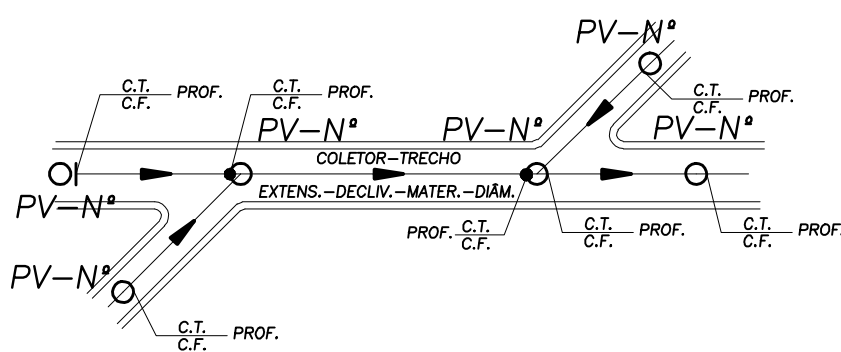 PV-Nº
C.T.
C.F. PROF.
C.T.
C.F. PROF.
C.T.
C.F. PROF.
PV-Nº
PV-Nº
PV-Nº
COLETOR-TRECHO
EXTENS.-DECLIV.-MATER.-DIÂM.
PV-Nº
PROF. C.T.
C.F.
C.T.
C.F. PROF.
C.T.
C.F. PROF.
PV-Nº
C.T.
C.F. PROF.